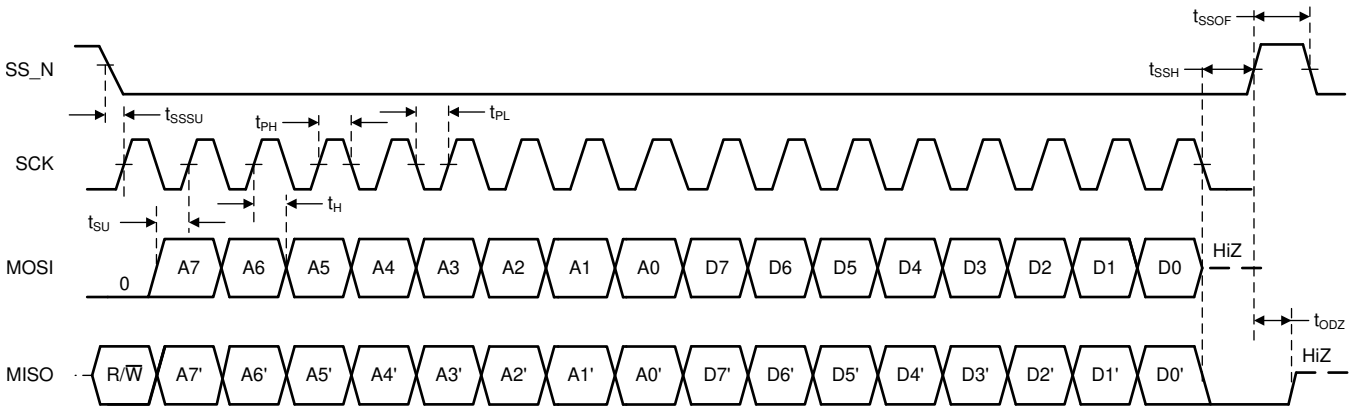 tSSOF
SS_N
tSSH
tSSSU
tPH
tPL
SCK
tSU
tH
MOSI 0 A7 A6 A5 A4 A3 A2 A1 A0 D7 D6 D5 D4 D3 D2 D1 D0 HiZ
tODZ
HiZ
MISO R/W̅ A7' A6' A5' A4' A3' A2' A1' A0' D7' D6' D5' D4' D3' D2' D1' D0'